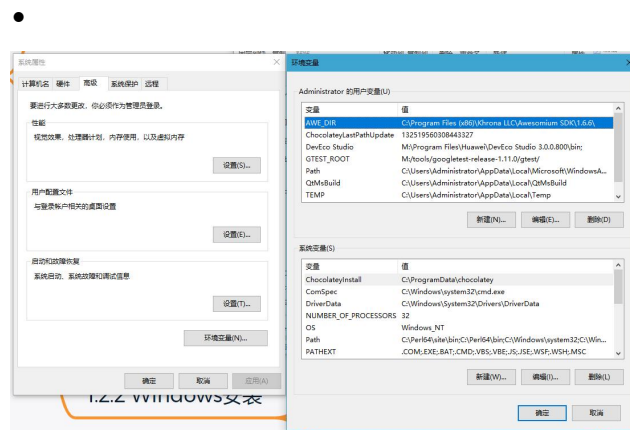 系统属性
计算机名 硬件 高级 系统保护 远程
要进行大多数更改，你必须作为管理员登录。
性能
视觉效果，处理器计划，内存使用，以及虚拟内存
设置(S)...
用户配置文件
与登录帐户相关的桌面设置
设置(E)...
启动和故障恢复
系统启动、系统故障和调试信息
设置(T)...
环境变量(N)...
确定 取消 应用(A)
环境变量
Administrator 的用户变量(U)
变量 值
AWE_DIR C:\Program Files (x86)\Khrona LLC\Awesomium SDK\1.6.6\
ChocolateyLastPathUpdate 132519560308443327
DevEco Studio M:\Program Files\Huawei\DevEco Studio 3.0.0.800\bin;
GTEST_ROOT M:/tools/googletest-release-1.11.0/gtest/
Path C:\Users\Administrator\AppData\Local\Microsoft\WindowsA...
QtMsBuild C:\Users\Administrator\AppData\Local\QtMsBuild
TEMP C:\Users\Administrator\AppData\Local\Temp
新建(N)... 编辑(E)... 删除(D)
系统变量(S)
变量 值
ChocolateyInstall C:\ProgramData\chocolatey
ComSpec C:\Windows\system32\cmd.exe
DriverData C:\Windows\System32\Drivers\DriverData
NUMBER_OF_PROCESSORS 32
OS Windows_NT
Path C:\Perl64\site\bin;C:\Perl64\bin;C:\Windows\system32;C:\Win...
PATHEXT .COM;.EXE;.BAT;.CMD;.VBS;.VBE;.JS;.JSE;.WSF;.WSH;.MSC
新建(W)... 编辑(I)... 删除(L)
确定 取消
1.2.2 Windows安装